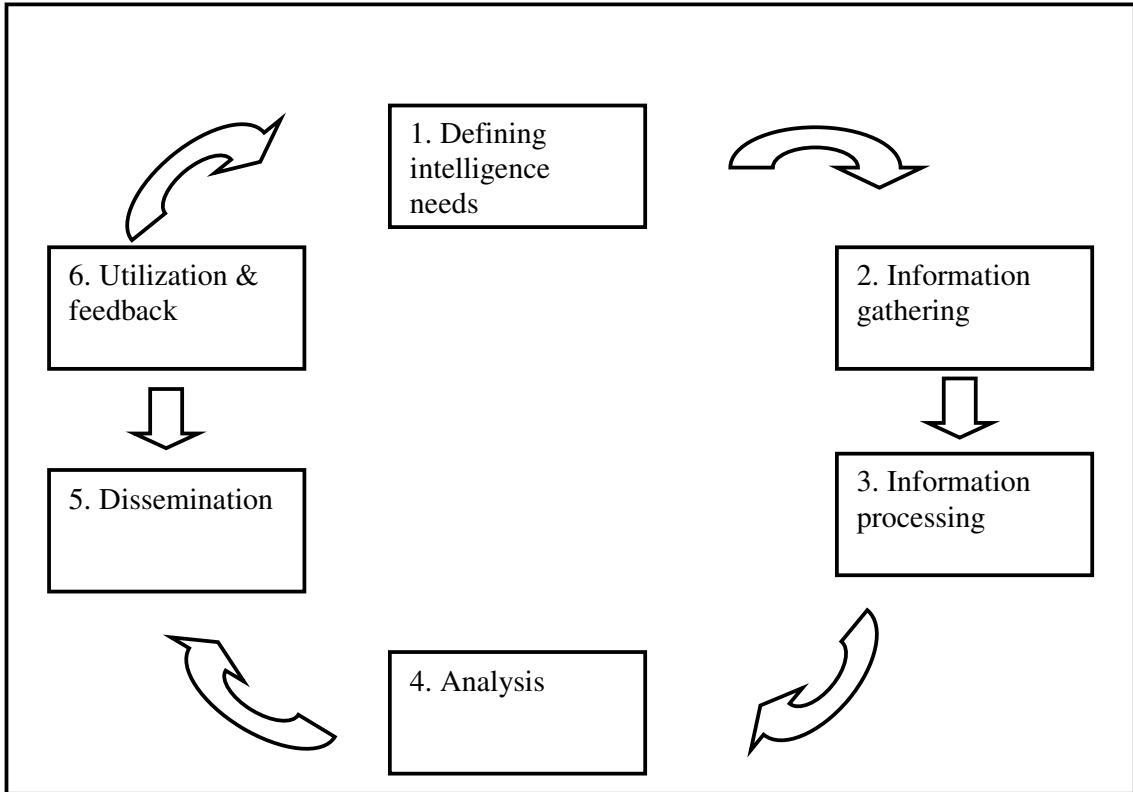 1. Defining
intelligence
needs
2. Information
gathering
3. Information
processing
4. Analysis
5. Dissemination
6. Utilization &
feedback